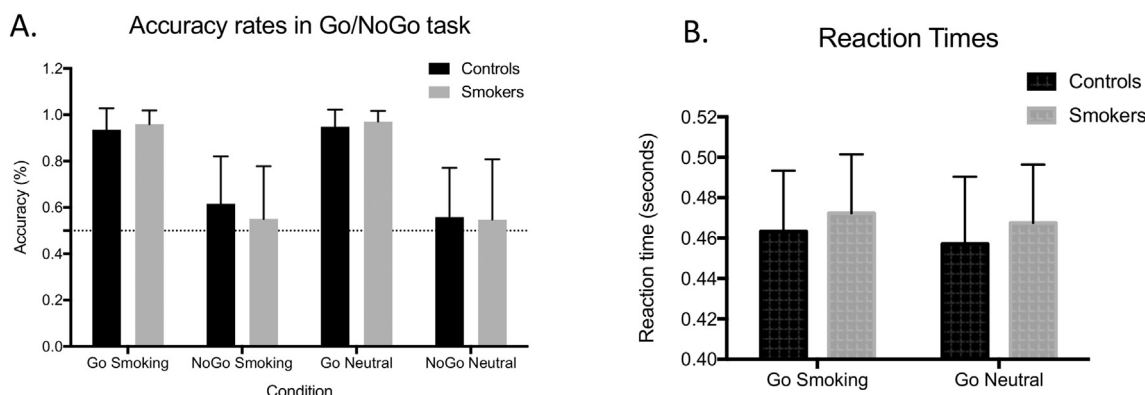 A.
Accuracy rates in Go/NoGo task
Controls
Smokers
Accuracy (%)
1.2
1.0
0.8
0.6
0.4
0.2
0.0
Go Smoking
NoGo Smoking
Go Neutral
NoGo Neutral
Condition
B.
Reaction Times
Controls
Smokers
Reaction time (seconds)
0.52
0.50
0.48
0.46
0.44
0.42
0.40
Go Smoking
Go Neutral